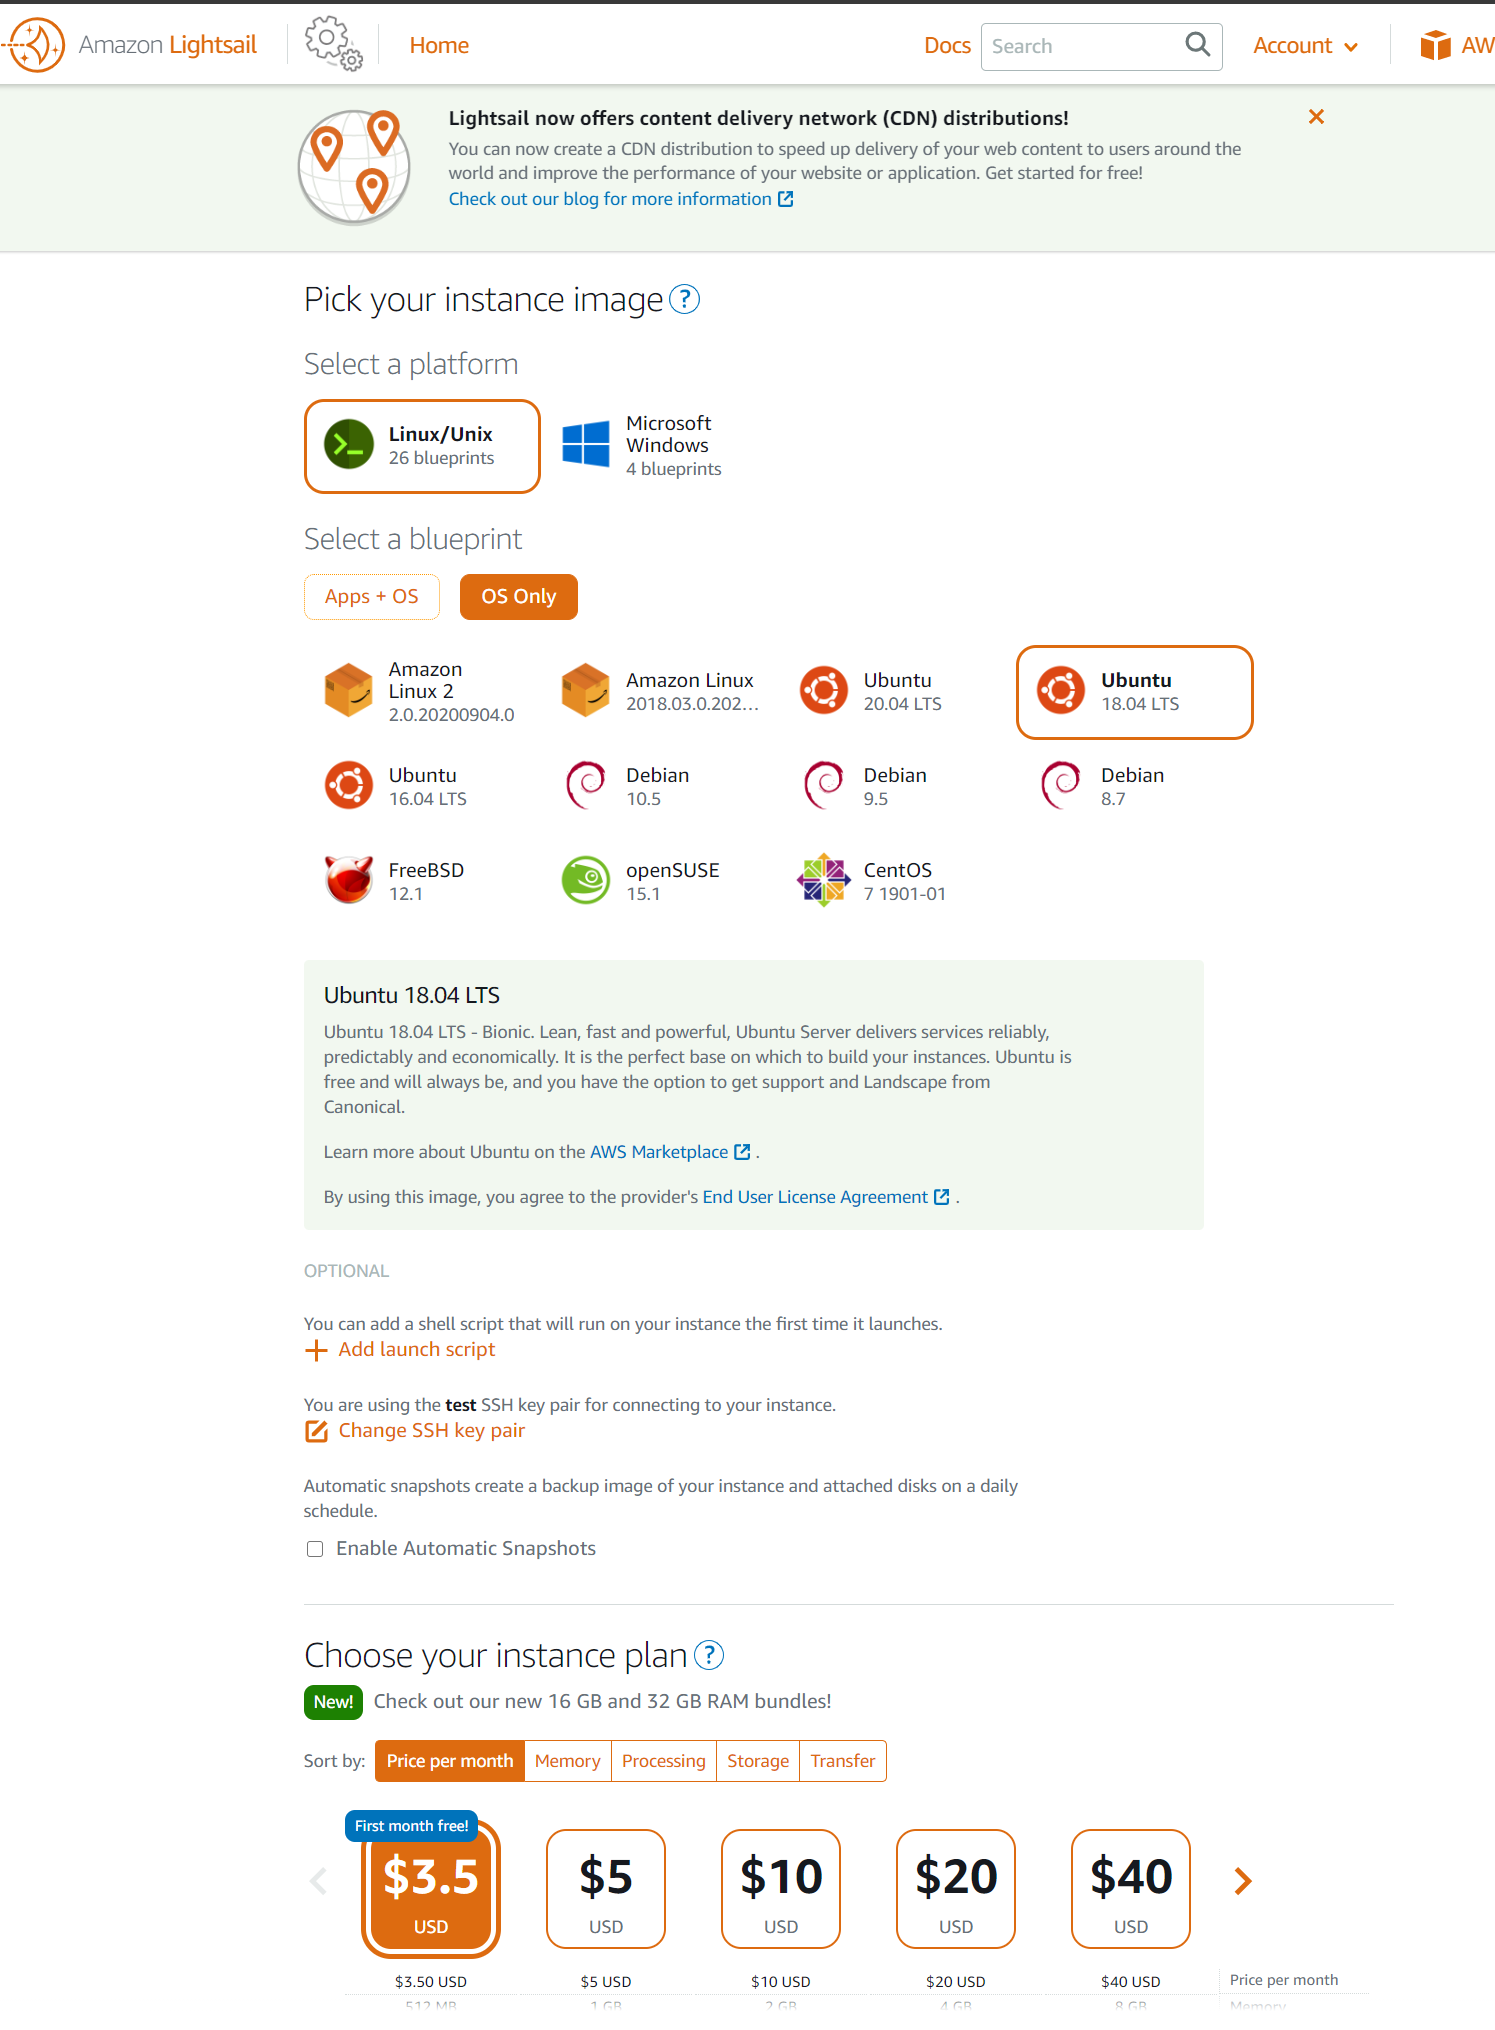 Amazon Lightsail
Home
Docs
Search
Account
AW
Lightsail now offers content delivery network (CDN) distributions!
You can now create a CDN distribution to speed up delivery of your web content to users around the
world and improve the performance of your website or application. Get started for free!
Check out our blog for more information
Pick your instance image ?
Select a platform
Linux/Unix
26 blueprints
Microsoft
Windows
4 blueprints
Select a blueprint
Apps + OS
OS Only
Amazon
Linux 2
2.0.20200904.0
Amazon Linux
2018.03.0.202...
Ubuntu
20.04 LTS
Ubuntu
18.04 LTS
Ubuntu
16.04 LTS
Debian
10.5
Debian
9.5
Debian
8.7
FreeBSD
12.1
openSUSE
15.1
CentOS
7 1901-01
Ubuntu 18.04 LTS
Ubuntu 18.04 LTS - Bionic. Lean, fast and powerful, Ubuntu Server delivers services reliably,
predictably and economically. It is the perfect base on which to build your instances. Ubuntu is
free and will always be, and you have the option to get support and Landscape from
Canonical.
Learn more about Ubuntu on the AWS Marketplace .
By using this image, you agree to the provider's End User License Agreement .
OPTIONAL
You can add a shell script that will run on your instance the first time it launches.
Add launch script
You are using the test SSH key pair for connecting to your instance.
Change SSH key pair
Automatic snapshots create a backup image of your instance and attached disks on a daily
schedule.
Enable Automatic Snapshots
Choose your instance plan ?
New! Check out our new 16 GB and 32 GB RAM bundles!
Sort by: Price per month Memory Processing Storage Transfer
First month free!
$3.5
USD
$5
USD
$10
USD
$20
USD
$40
USD
$3.50 USD $5 USD $10 USD $20 USD $40 USD Price per month
512 MB 1 GB 2 GB 4 GB 8 GB Memory